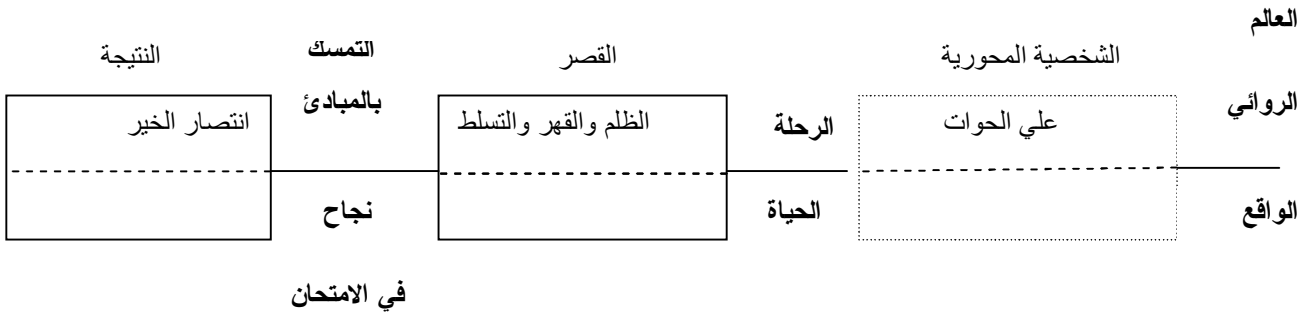 العالم
الشخصية المحورية القصر التمسك النتيجة
الروائي علي الحوات الرحلة الظلم والقهر والتسلط بالمبادئ انتصار الخير
الواقع الحياة نجاح
في الامتحان